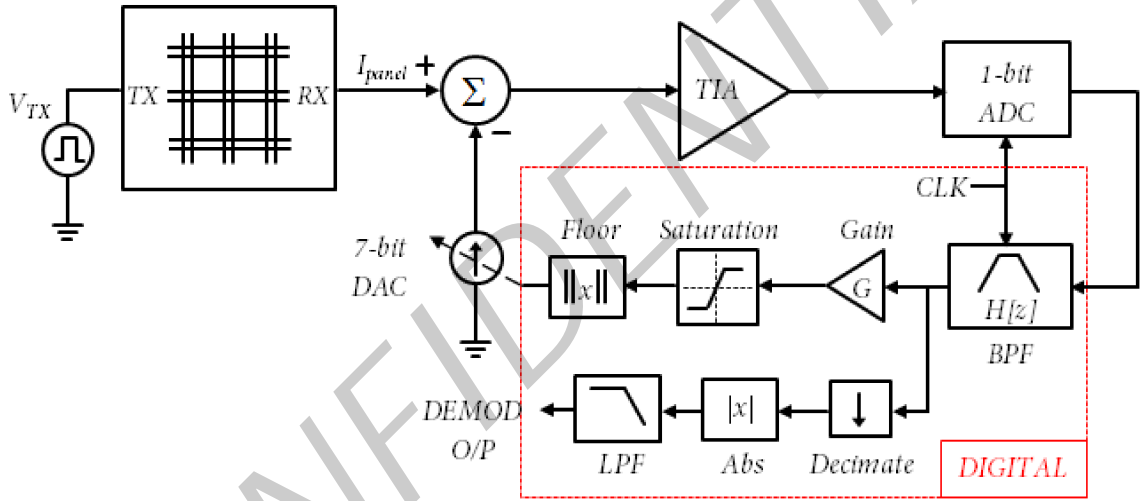 V_TX
TX
RX
I_panel +
Σ
−
TIA
1-bit
ADC
CLK
7-bit
DAC
Floor
Saturation
Gain
||x||
G
H[z]
BPF
DEMOD
O/P
LPF
|x|
Abs
Decimate
DIGITAL
CONFIDENTIA